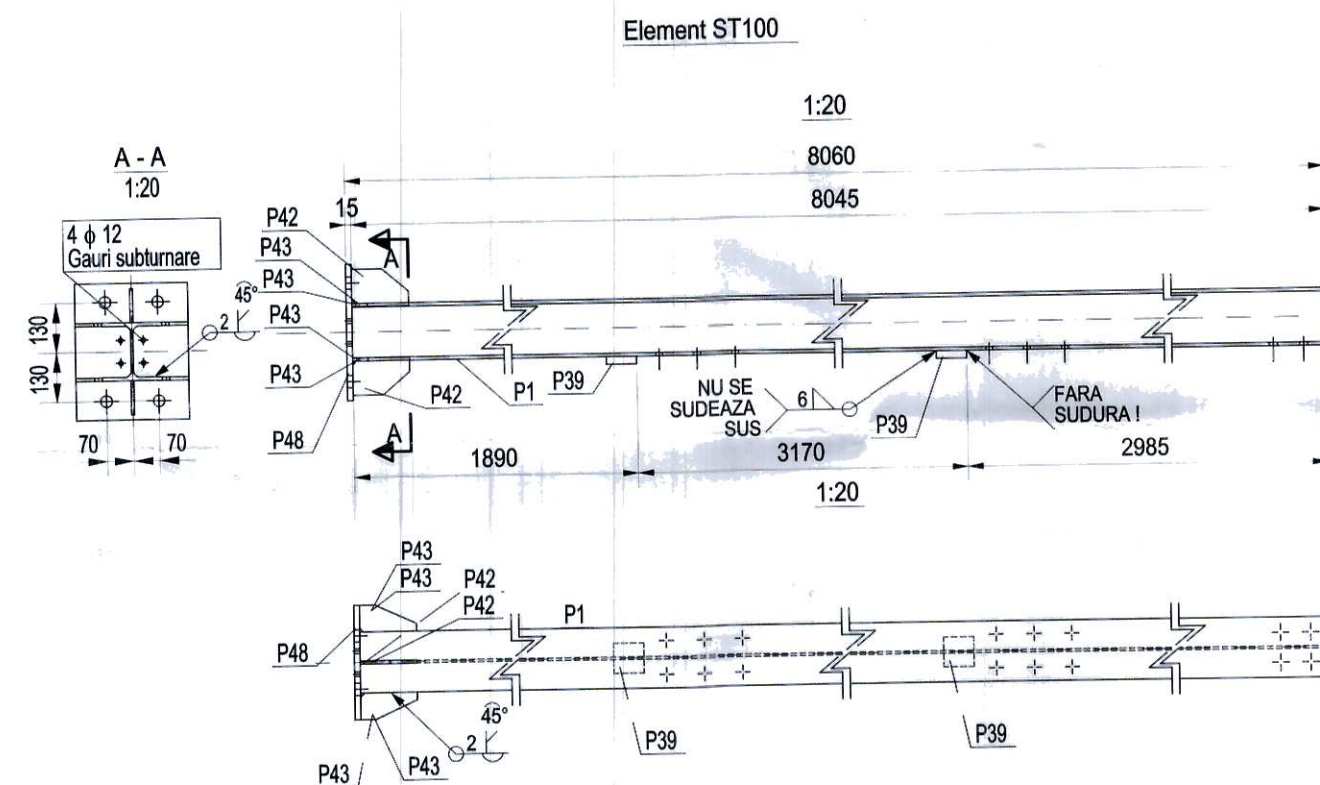 Element ST100
1:20
8060
8045
15
A - A
1:20
4 ϕ 12
Gauri subturnare
130
130
70
70
45°
2
P42
P43
P43
P43
P43
P48
A
A
P42
P1
P39
NU SE
SUDEAZA
SUS
6
P39
FARA
SUDURA !
1890
3170
2985
1:20
P43
P43
P42
P42
P48
P1
P39
P39
45°
2
P43
P43